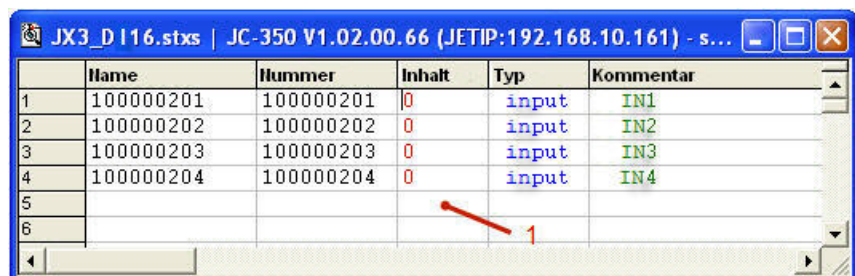 JX3_DI16.stxs | JC-350 V1.02.00.66 (JETIP:192.168.10.161) - s...
Name Nummer Inhalt Typ Kommentar
1 100000201 100000201 0 input IN1
2 100000202 100000202 0 input IN2
3 100000203 100000203 0 input IN3
4 100000204 100000204 0 input IN4
5
6
1